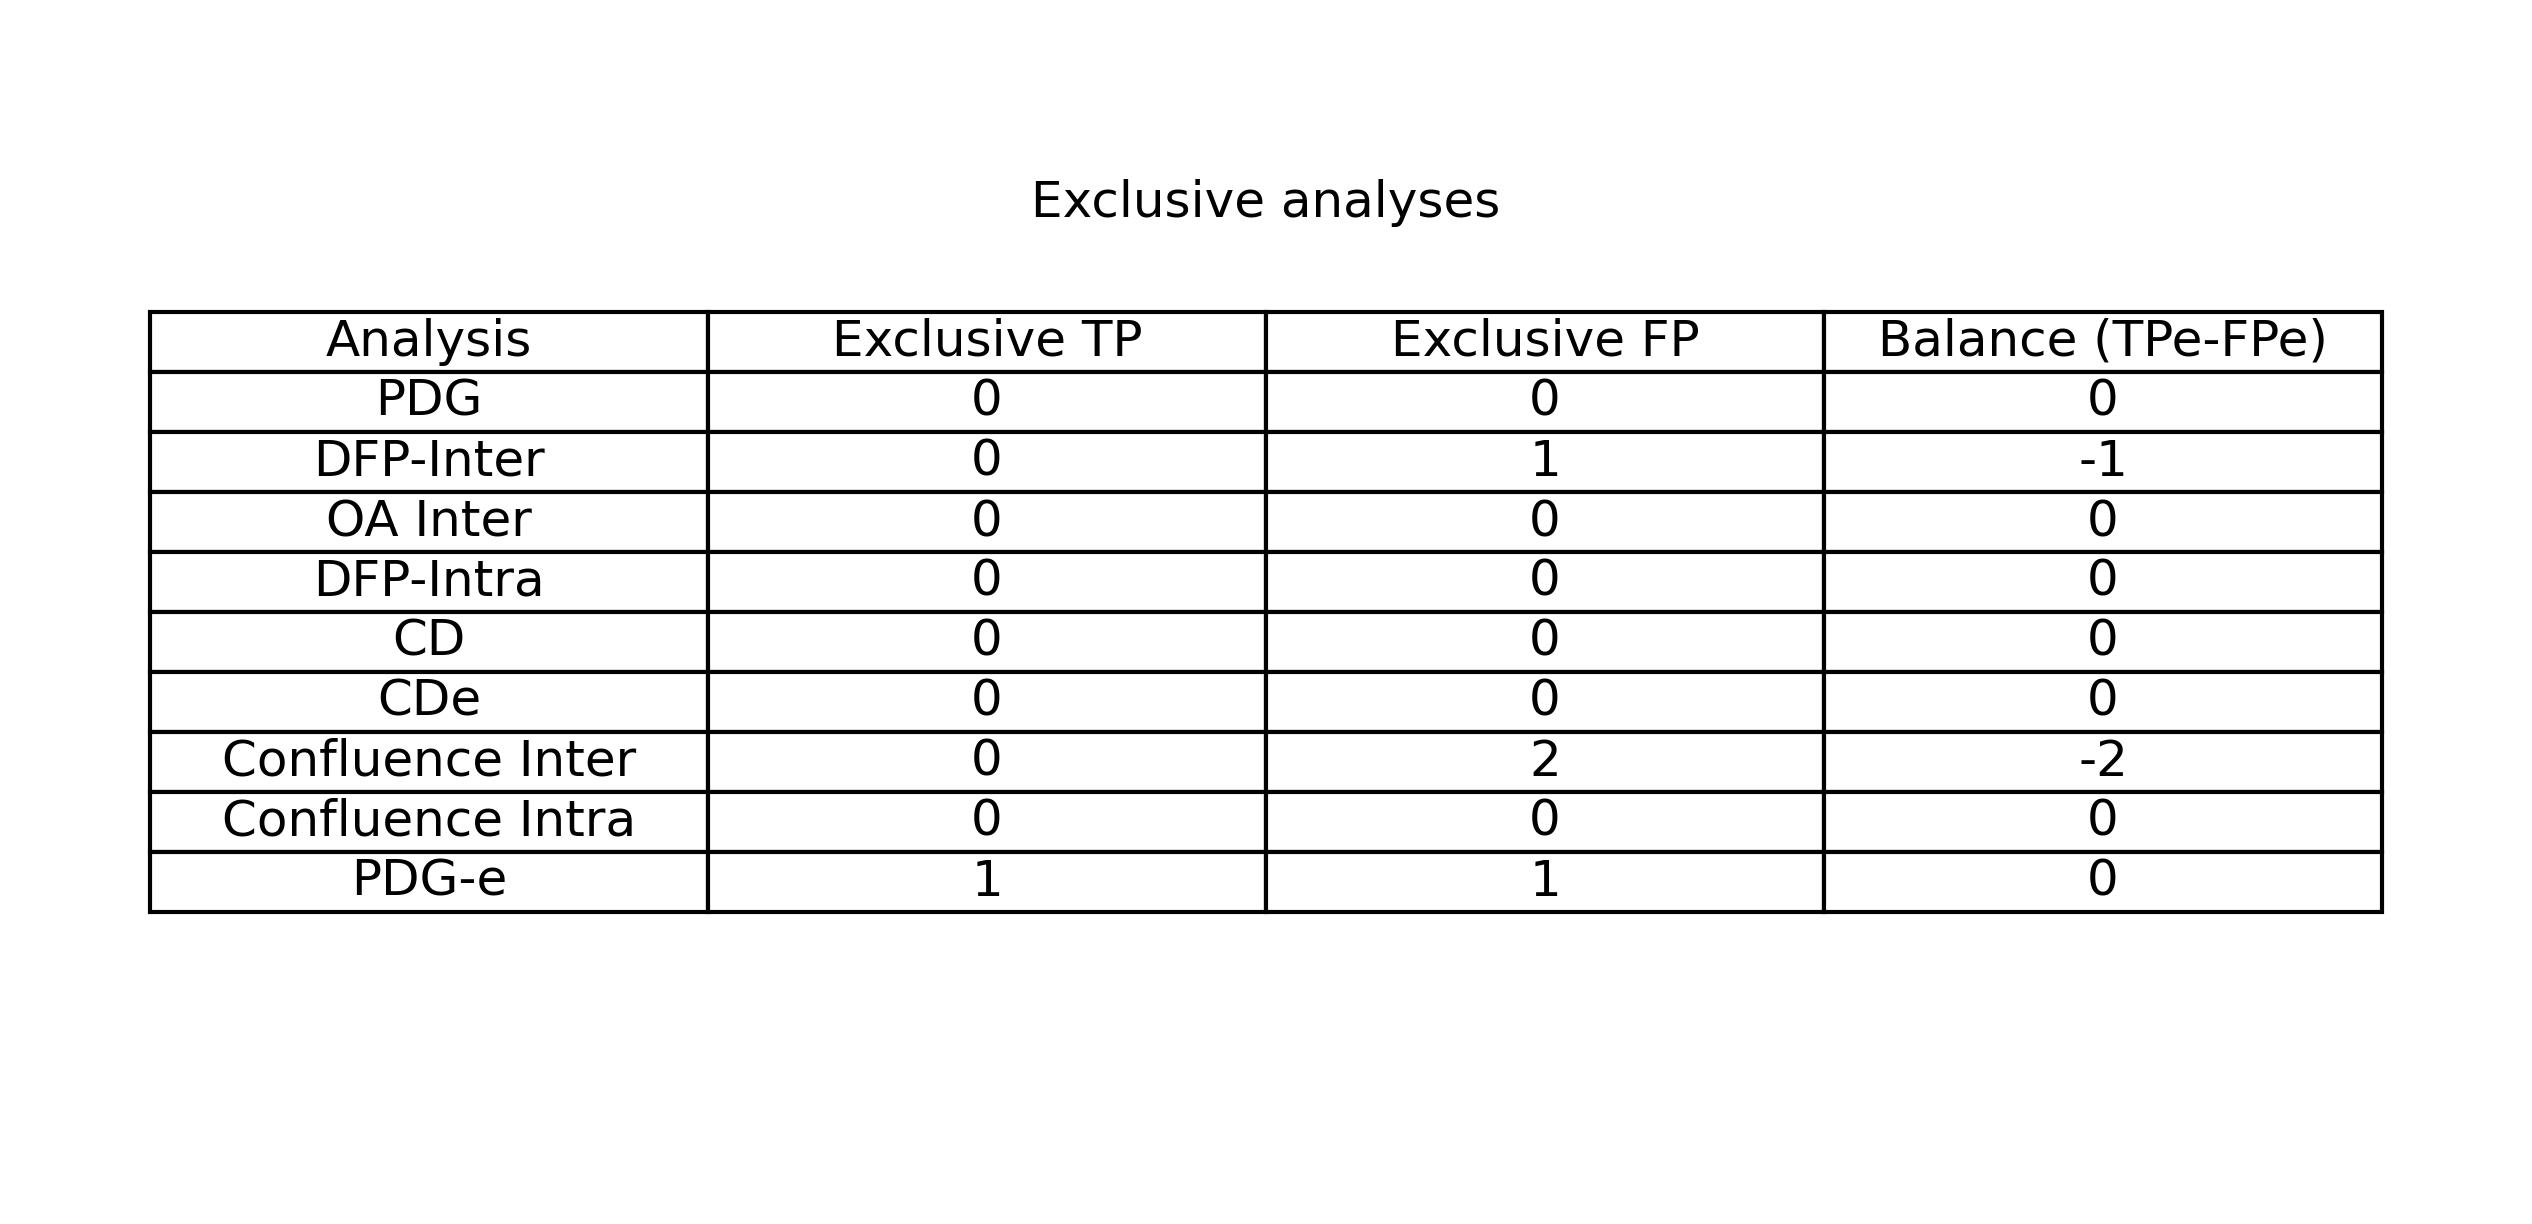 Exclusive analyses
Analysis Exclusive TP Exclusive FP Balance (TPe-FPe)
PDG 0 0 0
DFP-Inter 0 1 -1
OA Inter 0 0 0
DFP-Intra 0 0 0
CD 0 0 0
CDe 0 0 0
Confluence Inter 0 2 -2
Confluence Intra 0 0 0
PDG-e 1 1 0